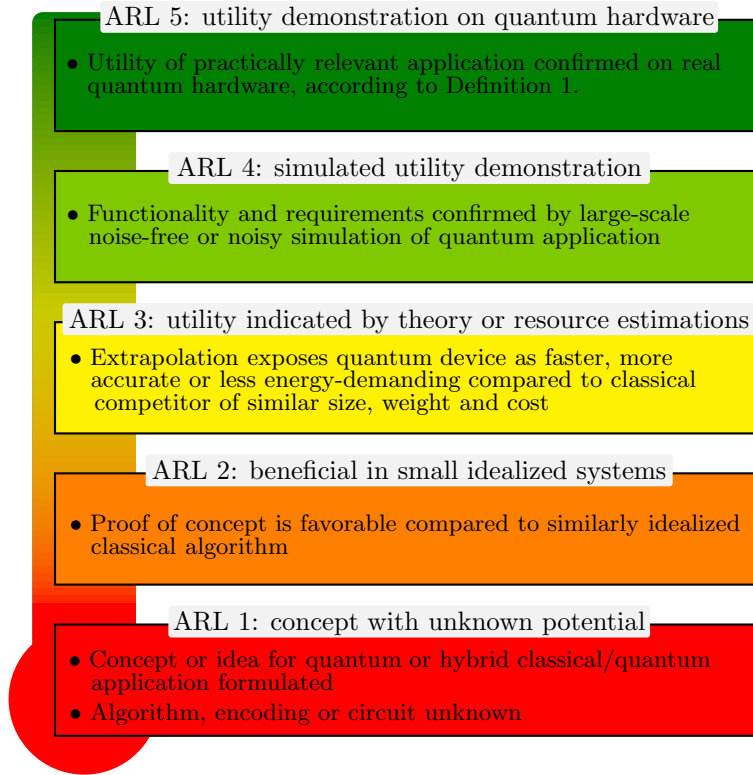 ARL 5: utility demonstration on quantum hardware
• Utility of practically relevant application confirmed on real
quantum hardware, according to Definition 1.
ARL 4: simulated utility demonstration
• Functionality and requirements confirmed by large-scale
noise-free or noisy simulation of quantum application
ARL 3: utility indicated by theory or resource estimations
• Extrapolation exposes quantum device as faster, more
accurate or less energy-demanding compared to classical
competitor of similar size, weight and cost
ARL 2: beneficial in small idealized systems
• Proof of concept is favorable compared to similarly idealized
classical algorithm
ARL 1: concept with unknown potential
• Concept or idea for quantum or hybrid classical/quantum
application formulated
• Algorithm, encoding or circuit unknown